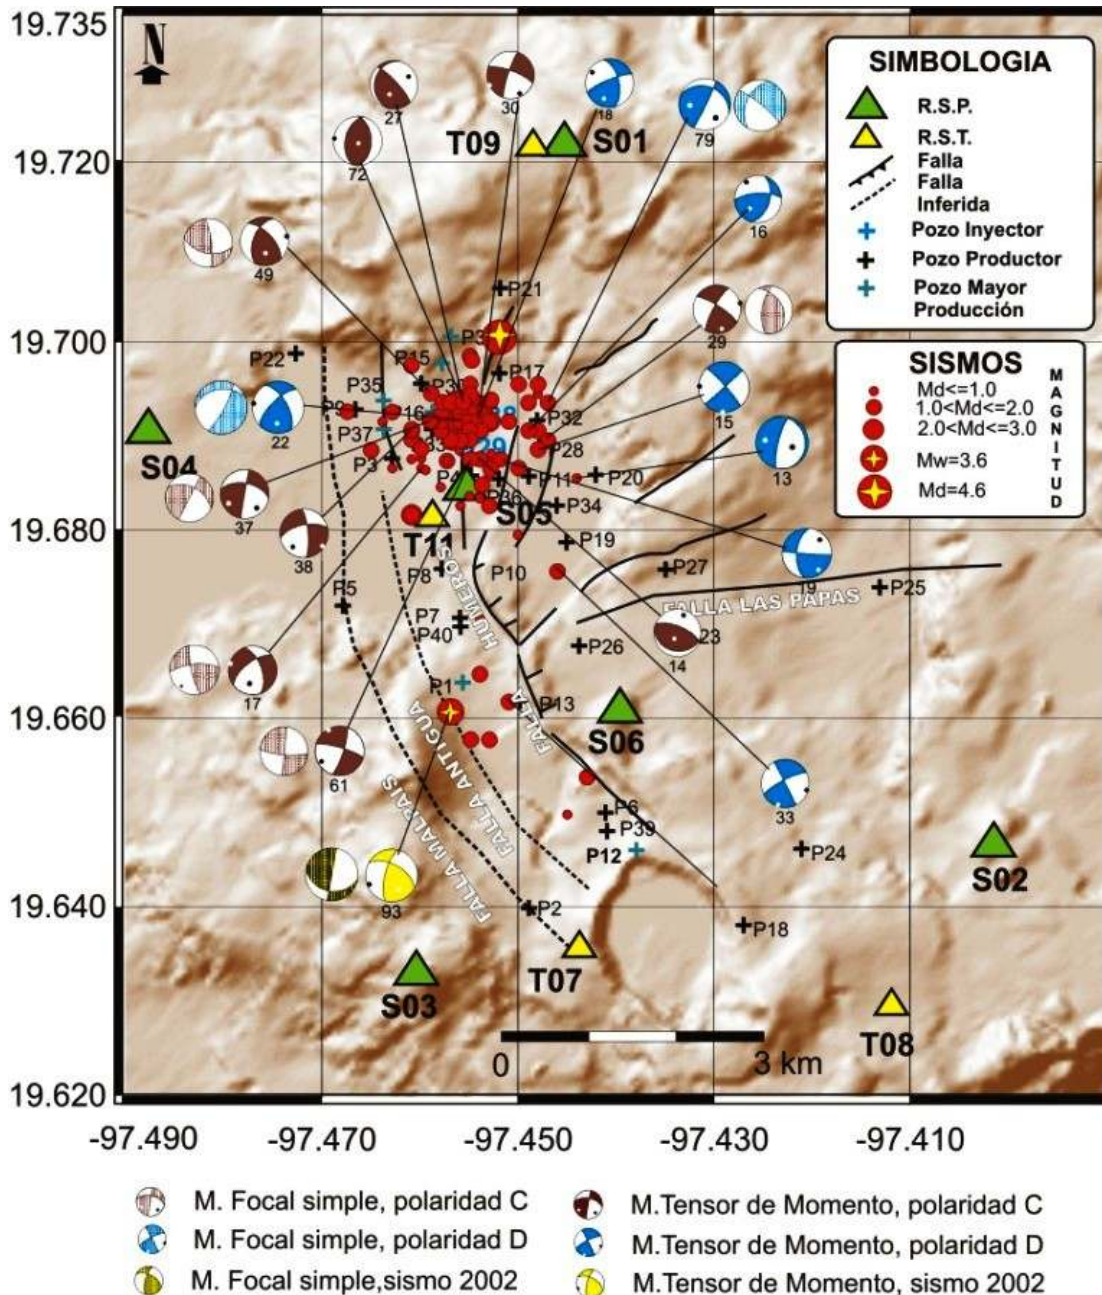 19.735
N
27
30
18
79
SIMBOLOGIA
R.S.P.
R.S.T.
Falla
Falla
Inferida
Pozo Inyector
Pozo Productor
Pozo Mayor
Producción
T09
S01
19.720
72
16
49
P21
29
19.700
P22
P15
P17
SISMOS
Md<=1.0
1.0<Md<=2.0
2.0<Md<=3.0
Mw=3.6
Md=4.6
MAGNITUD
P35
P9
16
P32
15
22
P37
P28
S04
P3
P11
P20
13
P36
S05
P34
37
19.680
T11
P19
38
P8
P10
P27
9
P25
P5
HUMEROS
FALLA LAS PAPAS
P7
P40
P26
23
14
17
P1
P13
19.660
FALLA
S06
61
FALLA ANTIGUA
FALLA MALPAIS
33
P6
P39
P12
P24
S02
93
19.640
P2
P18
T07
S03
T08
0
3 km
19.620
-97.490
-97.470
-97.450
-97.430
-97.410
M. Focal simple, polaridad C
M.Tensor de Momento, polaridad C
M. Focal simple, polaridad D
M.Tensor de Momento, polaridad D
M. Focal simple,sismo 2002
M.Tensor de Momento, sismo 2002